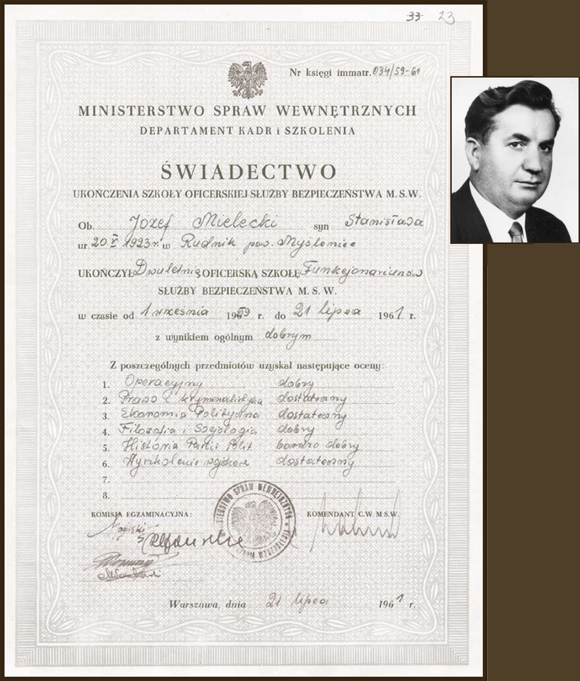 33 23
Nr księgi immatr. 034/59-61
MINISTERSTWO SPRAW WEWNĘTRZNYCH
DEPARTAMENT KADR i SZKOLENIA
ŚWIADECTWO
UKOŃCZENIA SZKOŁY OFICERSKIEJ SŁUŻBY BEZPIECZEŃSTWA M. S. W.
Ob. Józef Mielecki syn Stanisława
ur. 20 X 1923 r. w Rudnik pow. Myślenice
UKOŃCZYŁ Dwuletnią OFICERSKĄ SZKOŁĘ Funkcjonariuszów
SŁUŻBY BEZPIECZEŃSTWA M. S. W.
w czasie od 1 września 1959 r. do 21 lipca 1961 r.
z wynikiem ogólnym dobrym
Z poszczególnych przedmiotów uzyskał następujące oceny:
1. Operacyjny dobry
2. Prawo i kryminalistyka dostateczny
3. Ekonomia Polityczna dostateczny
4. Filozofia i Socjologia dobry
5. Historia Partii Polit bardzo dobry
6. Wyszkolenie wojskowe dostateczny
7.
8.
KOMISJA EGZAMINACYJNA: KOMENDANT C.W. M.S.W.
Warszawa, dnia 21 lipca 1961 r.